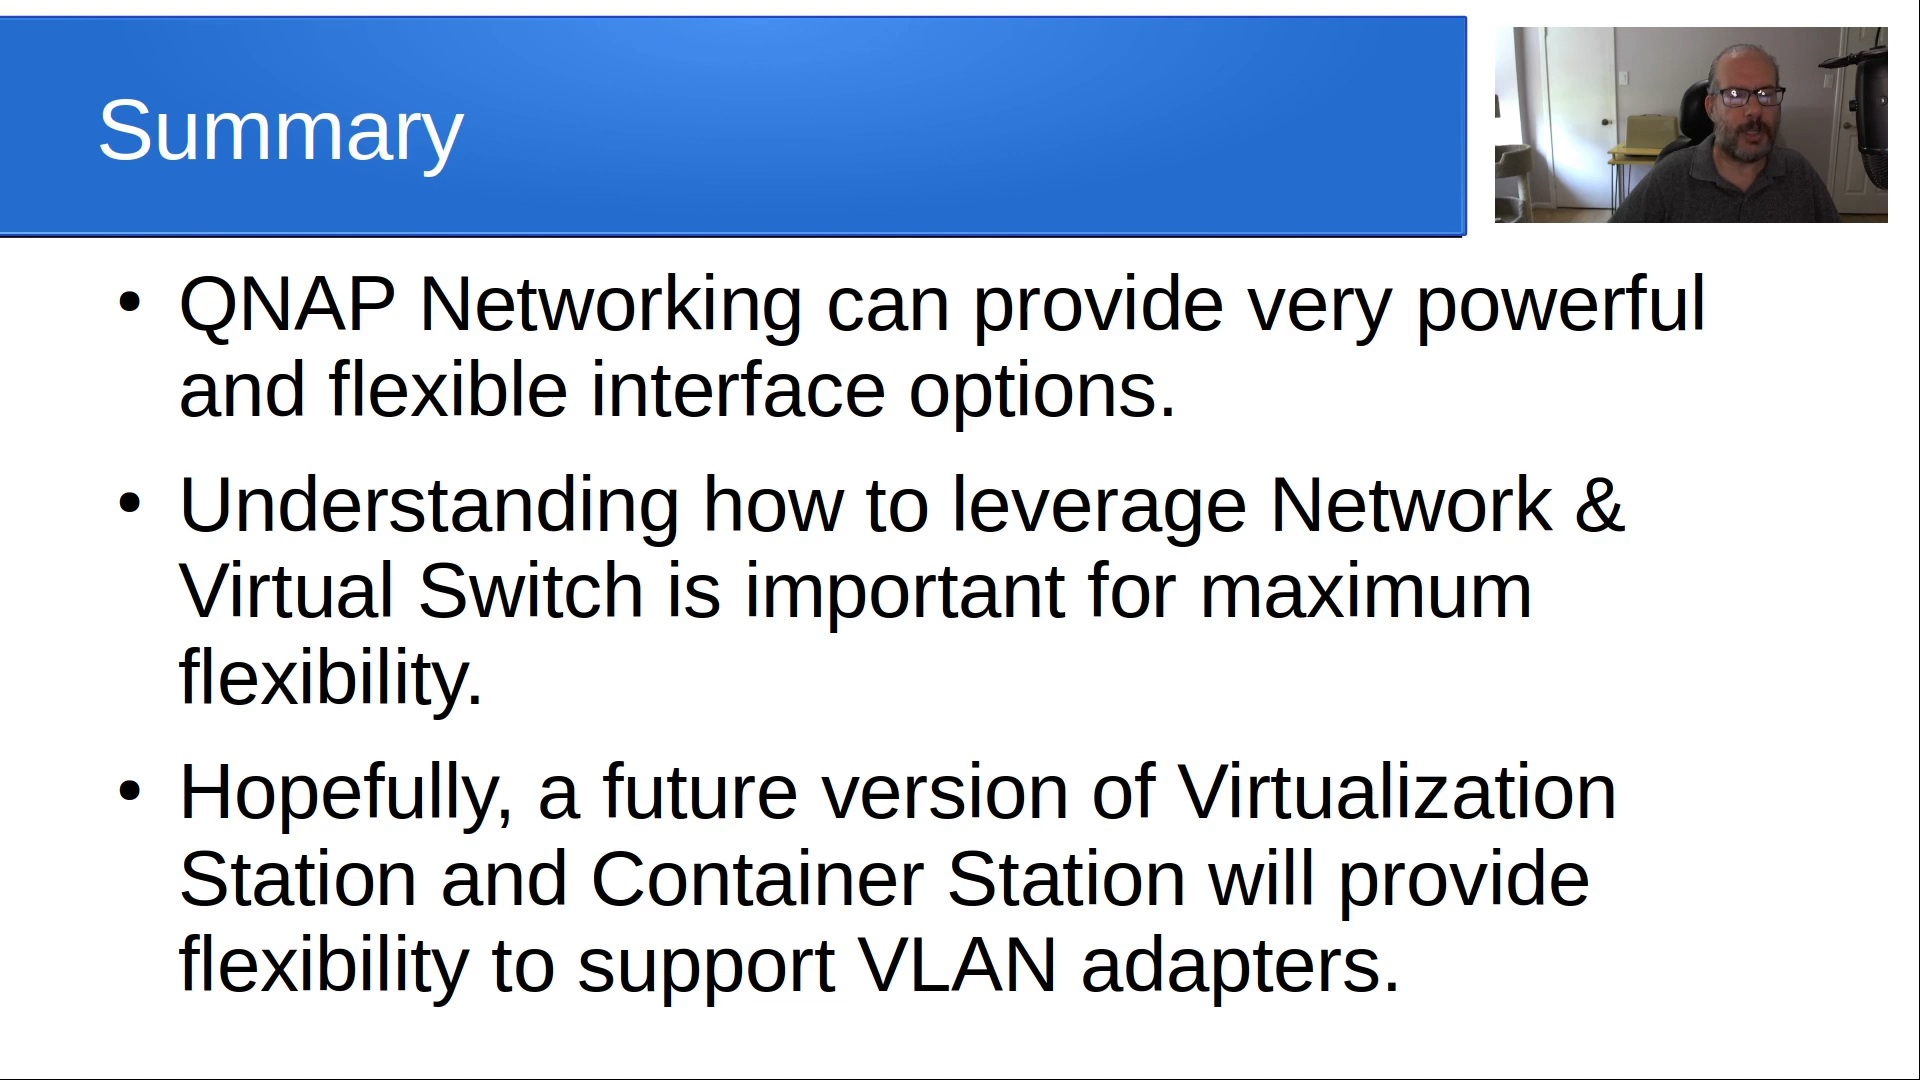 Summary
• QNAP Networking can provide very powerful
and flexible interface options.
• Understanding how to leverage Network &
Virtual Switch is important for maximum
flexibility.
• Hopefully, a future version of Virtualization
Station and Container Station will provide
flexibility to support VLAN adapters.